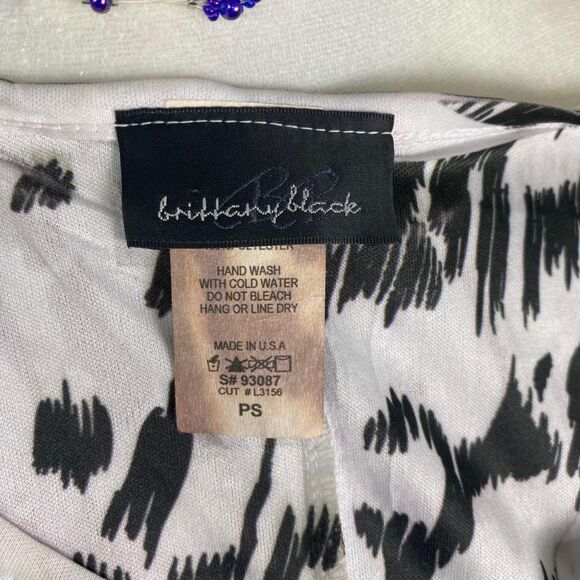 brittany black
POLYESTER
HAND WASH
WITH COLD WATER
DO NOT BLEACH
HANG OR LINE DRY
MADE IN U.S.A
S# 93087
CUT # L3156
PS